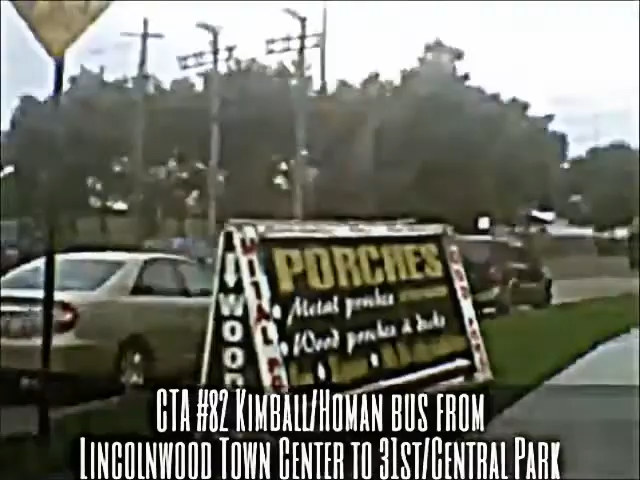 PORCHES
Metal porches
Wood porches & decks
WOOD
CTA #82 KIMBALL/HOMAN BUS FROM
LINCOLNWOOD TOWN CENTER TO 31ST/CENTRAL PARK